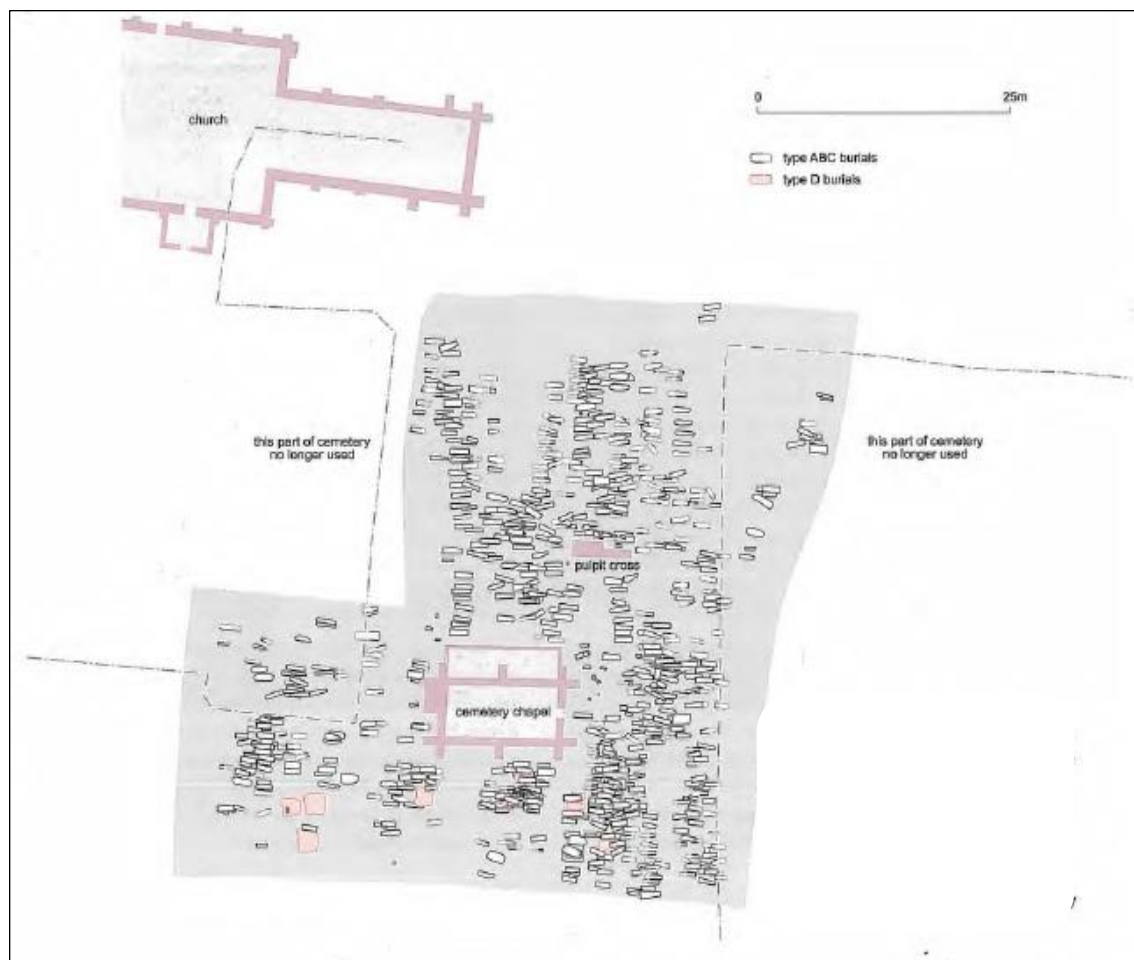 church
0 25m
type ABC burials
type D burials
this part of cemetery
no longer used
this part of cemetery
no longer used
pulpit cross
cemetery chapel